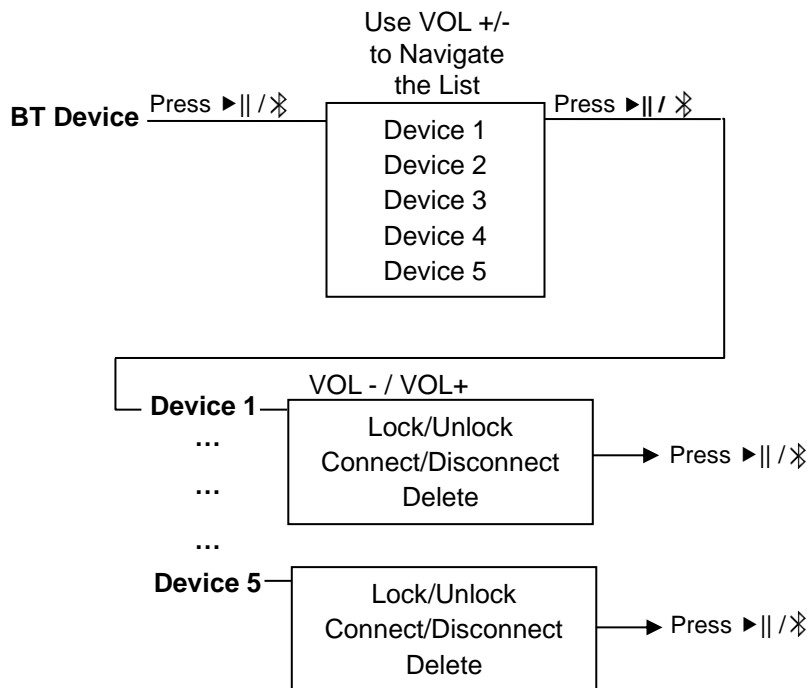 Use VOL +/-
to Navigate
the List
BT Device
Press ►|| / ᛒ
Device 1
Device 2
Device 3
Device 4
Device 5
Press ►|| / ᛒ
VOL - / VOL+
Device 1
Lock/Unlock
Connect/Disconnect
Delete
Press ►|| / ᛒ
...
...
...
Device 5
Lock/Unlock
Connect/Disconnect
Delete
Press ►|| / ᛒ